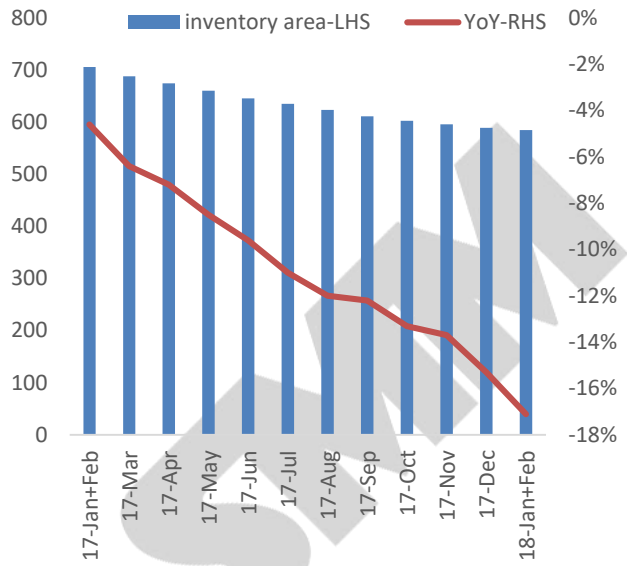 inventory area-LHS
YoY-RHS
800
700
600
500
400
300
200
100
0
0%
-2%
-4%
-6%
-8%
-10%
-12%
-14%
-16%
-18%
17-Jan+Feb
17-Mar
17-Apr
17-May
17-Jun
17-Jul
17-Aug
17-Sep
17-Oct
17-Nov
17-Dec
18-Jan+Feb
SMM